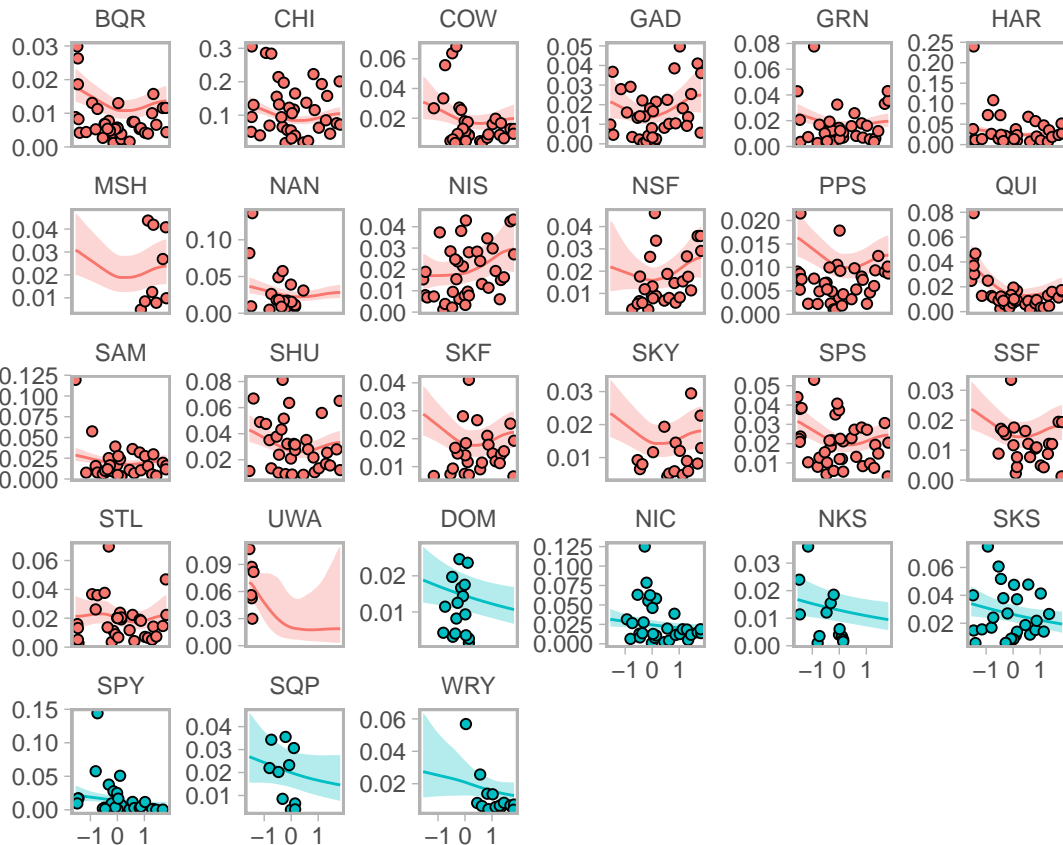 BQR CHI COW GAD GRN HAR
0.03 0.3 0.06 0.05 0.08 0.25
0.02 0.2 0.04 0.04 0.06 0.20
0.01 0.1 0.02 0.03 0.04 0.15
0.00 0.02 0.02 0.10
0.01 0.00 0.05
0.00 0.00
MSH NAN NIS NSF PPS QUI
0.04 0.10 0.04 0.04 0.020 0.08
0.03 0.05 0.03 0.03 0.015 0.06
0.02 0.00 0.02 0.02 0.010 0.04
0.01 0.01 0.01 0.005 0.02
0.00 0.000 0.00
SAM SHU SKF SKY SPS SSF
0.125 0.08 0.04 0.03 0.05 0.03
0.100 0.06 0.03 0.02 0.04 0.02
0.075 0.04 0.02 0.01 0.03 0.01
0.050 0.02 0.01 0.02 0.00
0.025 0.01
0.000
STL UWA DOM NIC NKS SKS
0.06 0.09 0.02 0.125 0.03 0.06
0.04 0.06 0.01 0.100 0.02 0.04
0.02 0.03 0.075 0.01 0.02
0.00 0.00 0.050 0.00
0.025
0.000
−1 0 1 −1 0 1 −1 0 1
SPY SQP WRY
0.15 0.04 0.06
0.10 0.03 0.04
0.05 0.02 0.02
0.00 0.01
−1 0 1 −1 0 1 −1 0 1